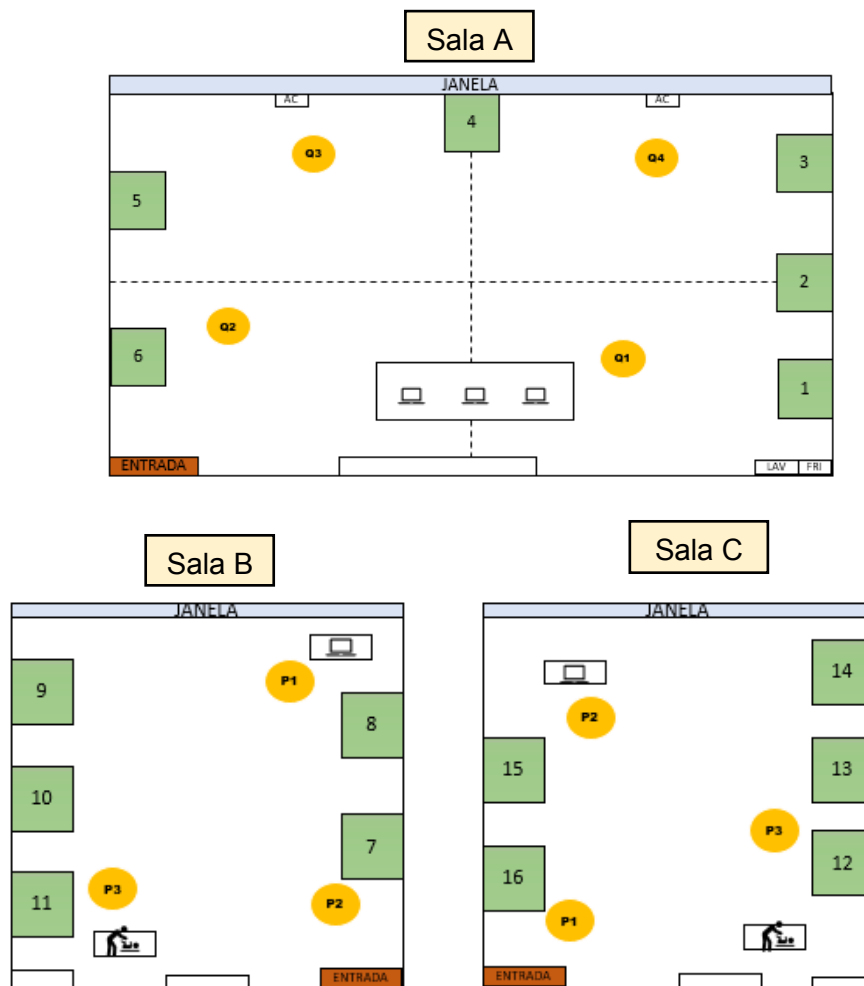 Sala A
JANELA
AC
AC
4
Q3
Q4
3
5
2
Q2
Q1
6
1
ENTRADA
LAV
FRI
Sala B
JANELA
P1
9
8
10
7
P3
P2
11
ENTRADA
Sala C
JANELA
14
P2
15
13
P3
12
16
P1
ENTRADA